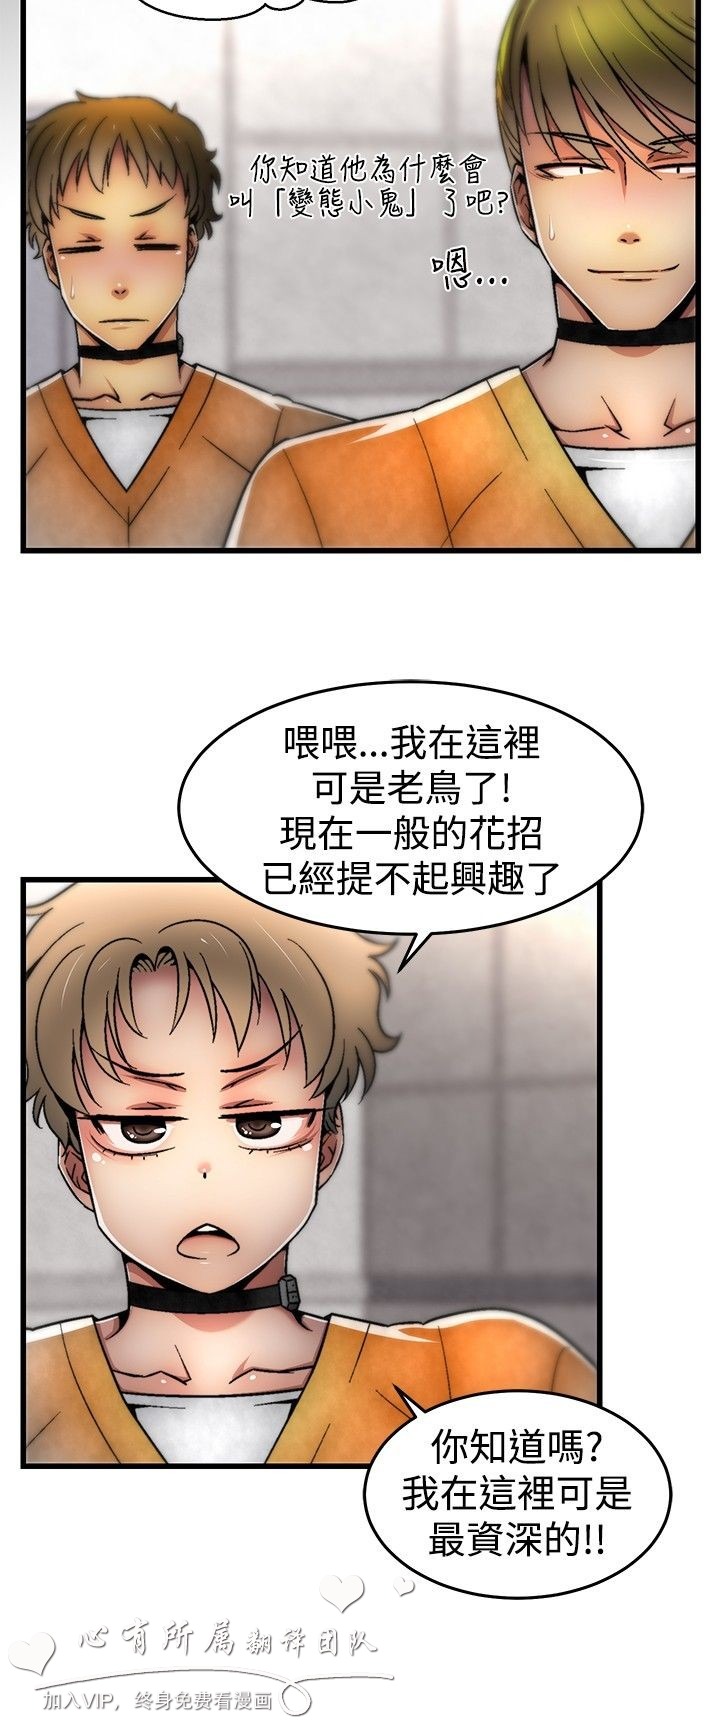 你知道他為什麼會
叫「變態小鬼」了吧?
嗯...
喂喂...我在這裡
可是老鳥了!
現在一般的花招
已經提不起興趣了
你知道嗎?
我在這裡可是
最資深的!!
心有所属翻译团队
加入VIP，终身免费看漫画